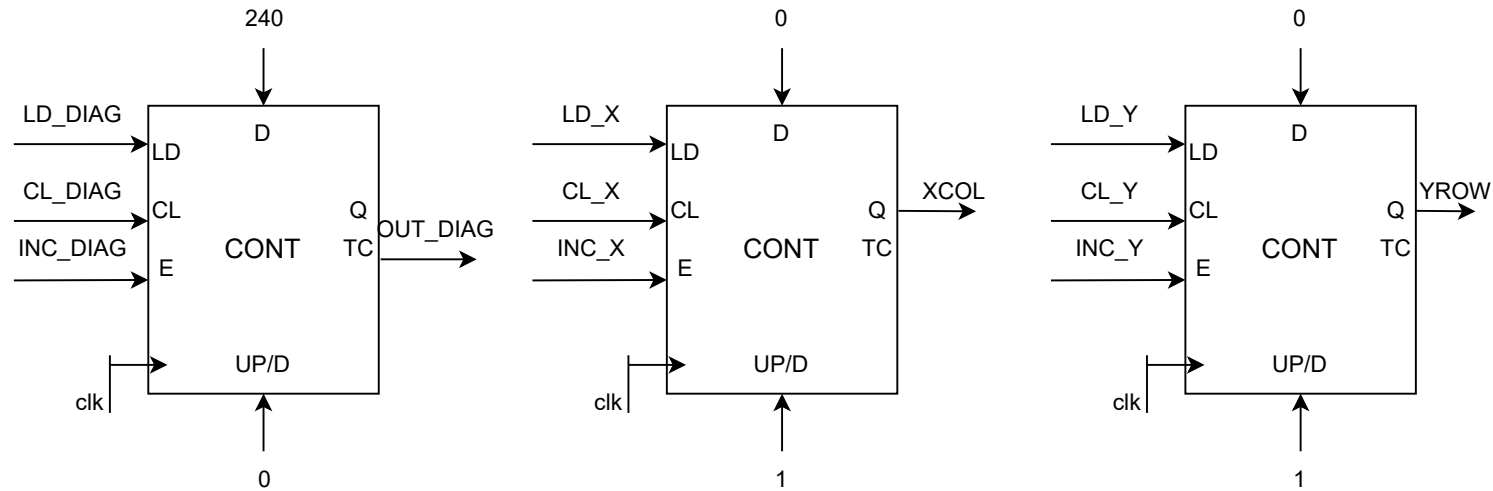 240
LD_DIAG
D
LD
CL_DIAG
CL
Q
OUT_DIAG
INC_DIAG
CONT
TC
E
UP/D
clk
0
0
LD_X
D
LD
CL_X
CL
Q
XCOL
INC_X
CONT
TC
E
UP/D
clk
1
0
LD_Y
D
LD
CL_Y
CL
Q
YROW
INC_Y
CONT
TC
E
UP/D
clk
1